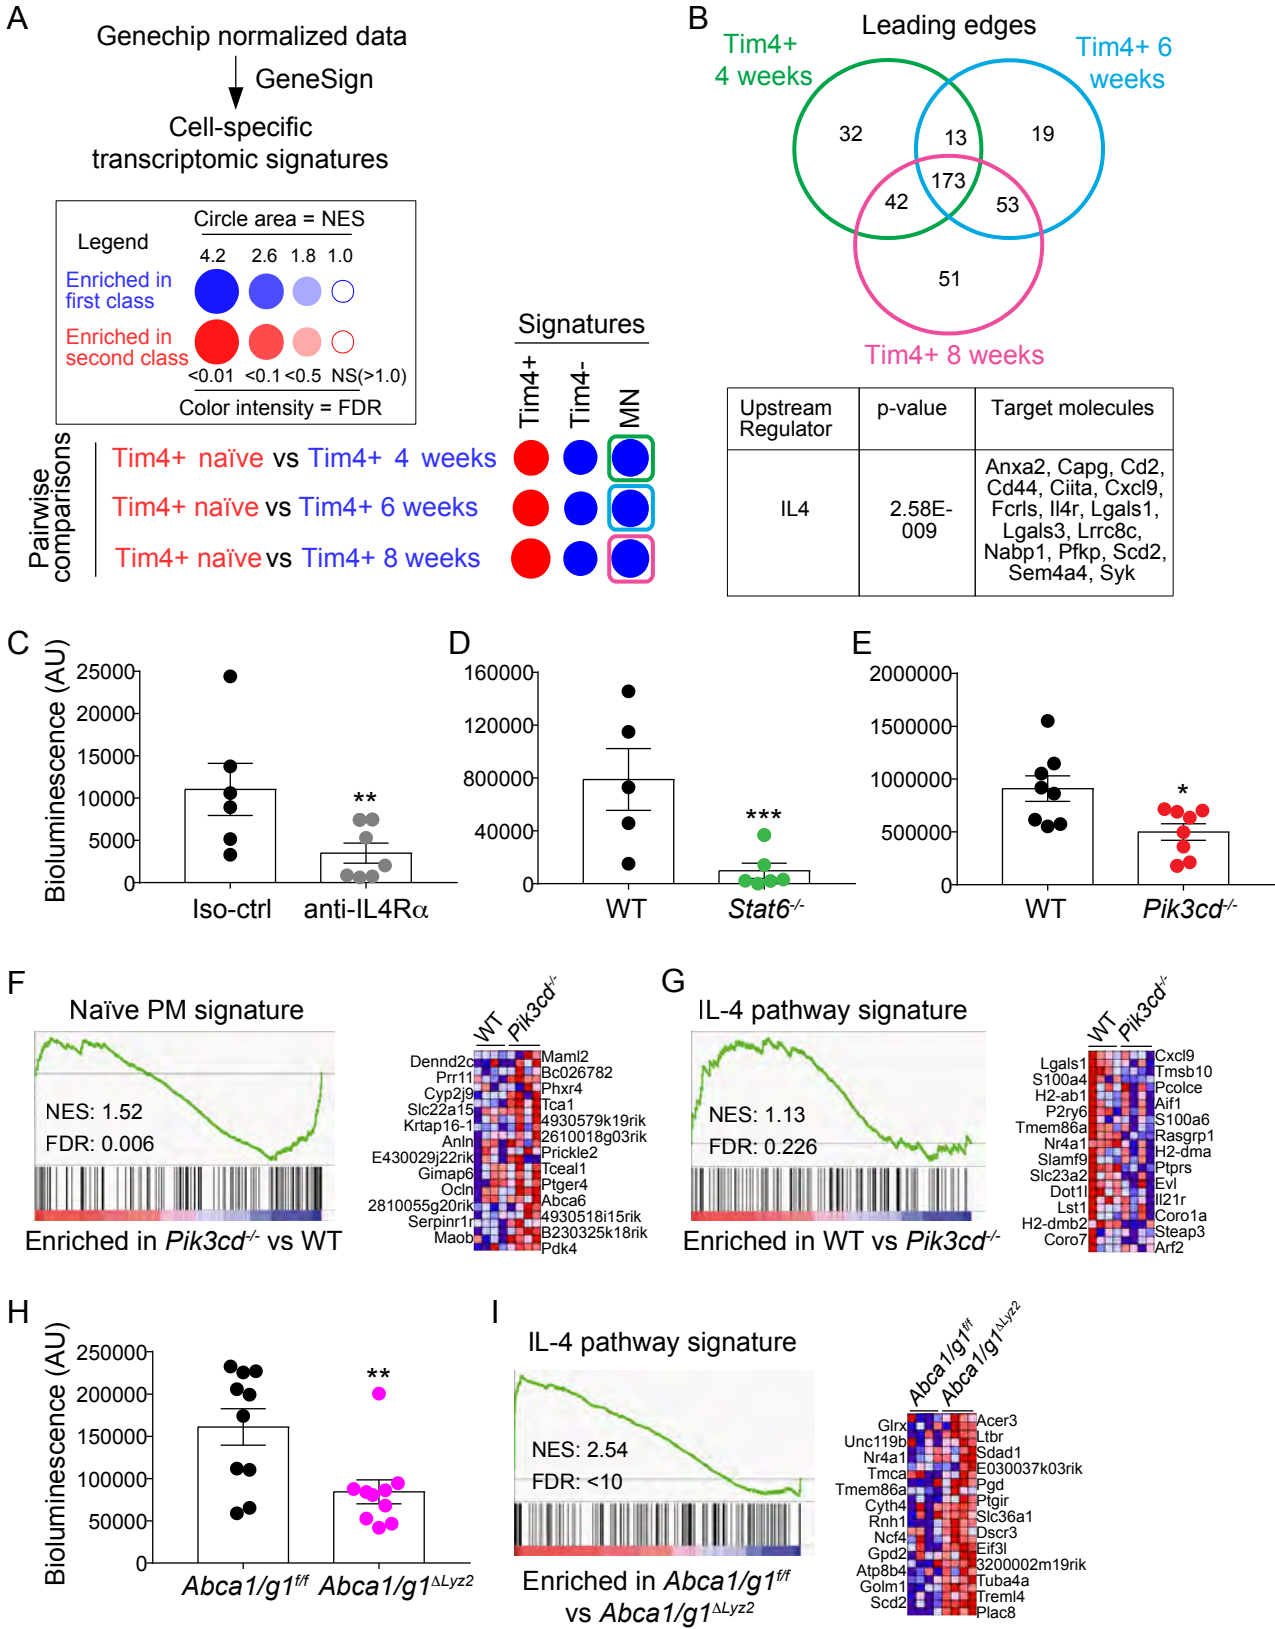 A
Genechip normalized data
GeneSign
Cell-specific
transcriptomic signatures
Circle area = NES
Legend
4.2 2.6 1.8 1.0
Enriched in
first class
Enriched in
second class
<0.01 <0.1 <0.5 NS(>1.0)
Color intensity = FDR
Signatures
Tim4+
Tim4-
MN
Pairwise
comparisons
Tim4+ naïve vs Tim4+ 4 weeks
Tim4+ naïve vs Tim4+ 6 weeks
Tim4+ naïve vs Tim4+ 8 weeks
B
Leading edges
Tim4+
4 weeks
Tim4+ 6
weeks
32
13
19
173
42
53
51
Tim4+ 8 weeks
Upstream
Regulator
p-value
Target molecules
IL4
2.58E-
009
Anxa2, Capg, Cd2,
Cd44, Ciita, Cxcl9,
Fcrls, Il4r, Lgals1,
Lgals3, Lrrc8c,
Nabp1, Pfkp, Scd2,
Sem4a4, Syk
C
Bioluminescence (AU)
25000
20000
15000
10000
5000
0
**
Iso-ctrl
anti-IL4Rα
D
160000
120000
800000
40000
0
***
WT
Stat6-/-
E
2000000
1500000
1000000
500000
0
*
WT
Pik3cd-/-
F
Naïve PM signature
NES: 1.52
FDR: 0.006
Enriched in Pik3cd-/- vs WT
WT
Pik3cd-/-
Dennd2c
Prr11
Cyp2j9
Slc22a15
Krtap16-1
Anln
E430029j22rik
Gimap6
Ocln
2810055g20rik
Serpinr1r
Maob
Maml2
Bc026782
Phxr4
Tca1
4930579k19rik
2610018g03rik
Prickle2
Tceal1
Ptger4
Abca6
4930518i15rik
B230325k18rik
Pdk4
G
IL-4 pathway signature
NES: 1.13
FDR: 0.226
Enriched in WT vs Pik3cd-/-
WT
Pik3cd-/-
Lgals1
S100a4
H2-ab1
P2ry6
Tmem86a
Nr4a1
Slamf9
Slc23a2
Dot1l
Lst1
H2-dmb2
Coro7
Cxcl9
Tmsb10
Pcolce
Aif1
S100a6
Rasgrp1
H2-dma
Ptprs
Evl
Il21r
Coro1a
Steap3
Arf2
H
Bioluminescence (AU)
250000
200000
150000
100000
50000
0
**
Abca1/g1f/f
Abca1/g1ΔLyz2
I
IL-4 pathway signature
NES: 2.54
FDR: <10
Enriched in Abca1/g1f/f
vs Abca1/g1ΔLyz2
Abca1/g1f/f
Abca1/g1ΔLyz2
Glrx
Unc119b
Nr4a1
Tmca
Tmem86a
Cyth4
Rnh1
Ncf4
Gpd2
Atp8b4
Golm1
Scd2
Acer3
Ltbr
Sdad1
E030037k03rik
Pgd
Ptgir
Slc36a1
Dscr3
Eif3l
3200002m19rik
Tuba4a
Treml4
Plac8